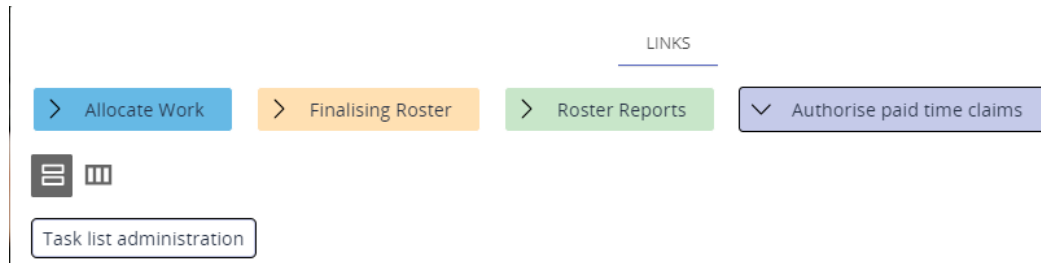 LINKS
Allocate Work Finalising Roster Roster Reports Authorise paid time claims
Task list administration